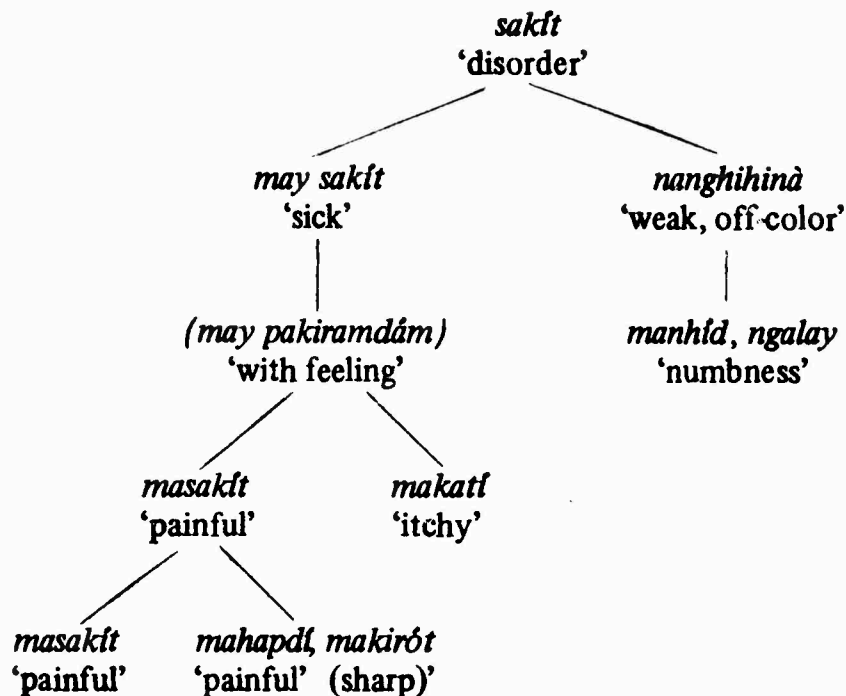 sakít
‘disorder’
may sakít nanghihinà
‘sick’ ‘weak, off-color’
(may pakiramdám) manhíd, ngalay
‘with feeling’ ‘numbness’
masakít makatí
‘painful’ ‘itchy’
masakít mahapdí, makirót
‘painful’ ‘painful’ (sharp)’